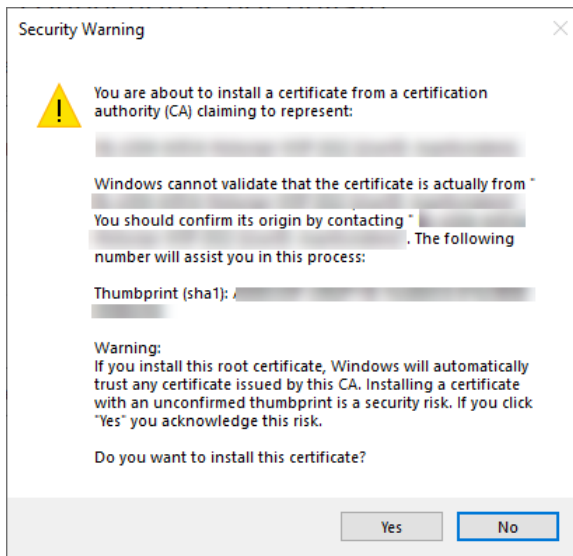 Security Warning
You are about to install a certificate from a certification
authority (CA) claiming to represent:
Windows cannot validate that the certificate is actually from "
You should confirm its origin by contacting "
. The following
number will assist you in this process:
Thumbprint (sha1):
Warning:
If you install this root certificate, Windows will automatically
trust any certificate issued by this CA. Installing a certificate
with an unconfirmed thumbprint is a security risk. If you click
"Yes" you acknowledge this risk.
Do you want to install this certificate?
Yes No